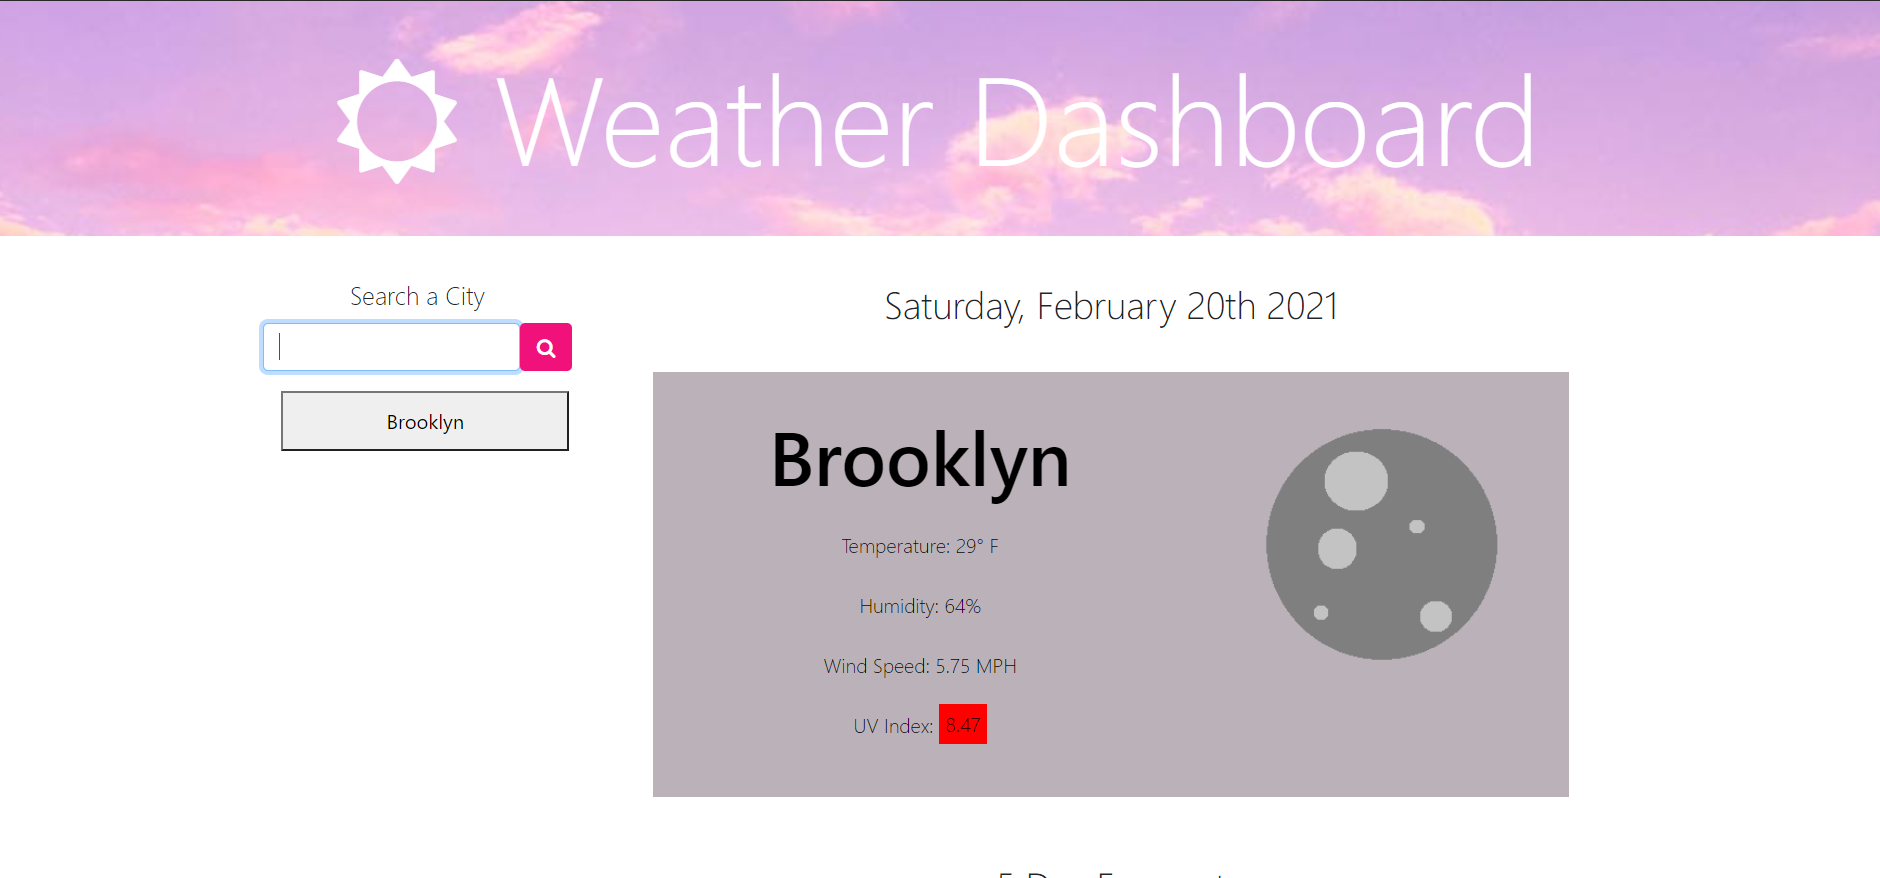 Weather Dashboard
Search a City
Brooklyn
Saturday, February 20th 2021
Brooklyn
Temperature: 29° F
Humidity: 64%
Wind Speed: 5.75 MPH
UV Index: 8.47